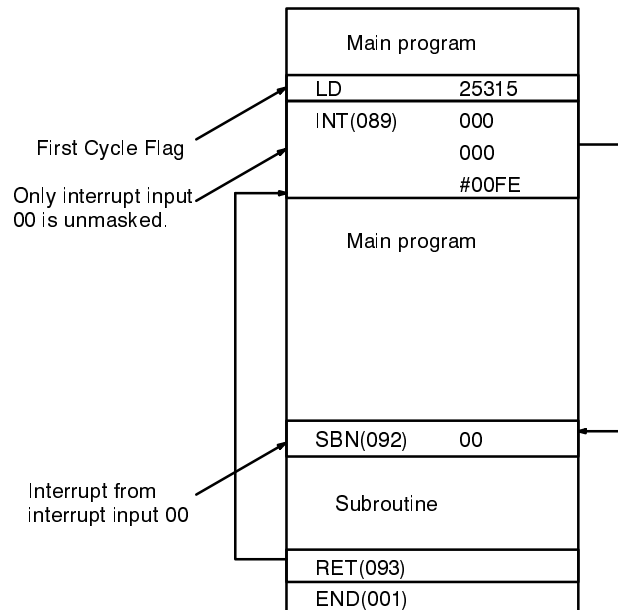 Main program
LD 25315
INT(089) 000
000
#00FE
First Cycle Flag
Only interrupt input
00 is unmasked.
Main program
SBN(092) 00
Interrupt from
interrupt input 00
Subroutine
RET(093)
END(001)